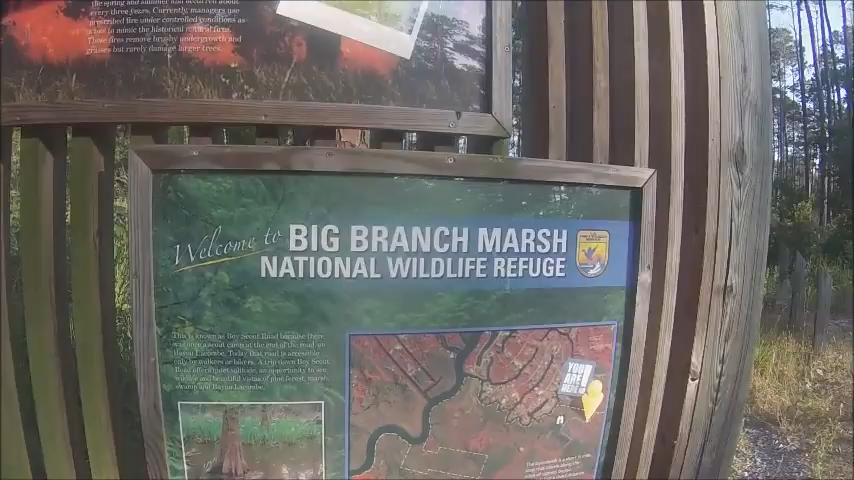 the spring and summer and occurred about
every three years. Currently, managers use
prescribed fire under controlled conditions as
a tool to mimic the historical natural fires.
These fires remove brushy undergrowth and
grasses but rarely damage larger trees.
Welcome to BIG BRANCH MARSH
NATIONAL WILDLIFE REFUGE
This is known as Boy Scout Road because there
was once a scout camp at the end of the road, on
Bayou Lacombe. Today that road is accessible
only by walkers or bikers. A trip down Boy Scout
Road offers quiet solitude, an opportunity to see
wildlife and beautiful vistas of pine forest, marsh,
swamp and Bayou Lacombe.
YOU
ARE
HERE